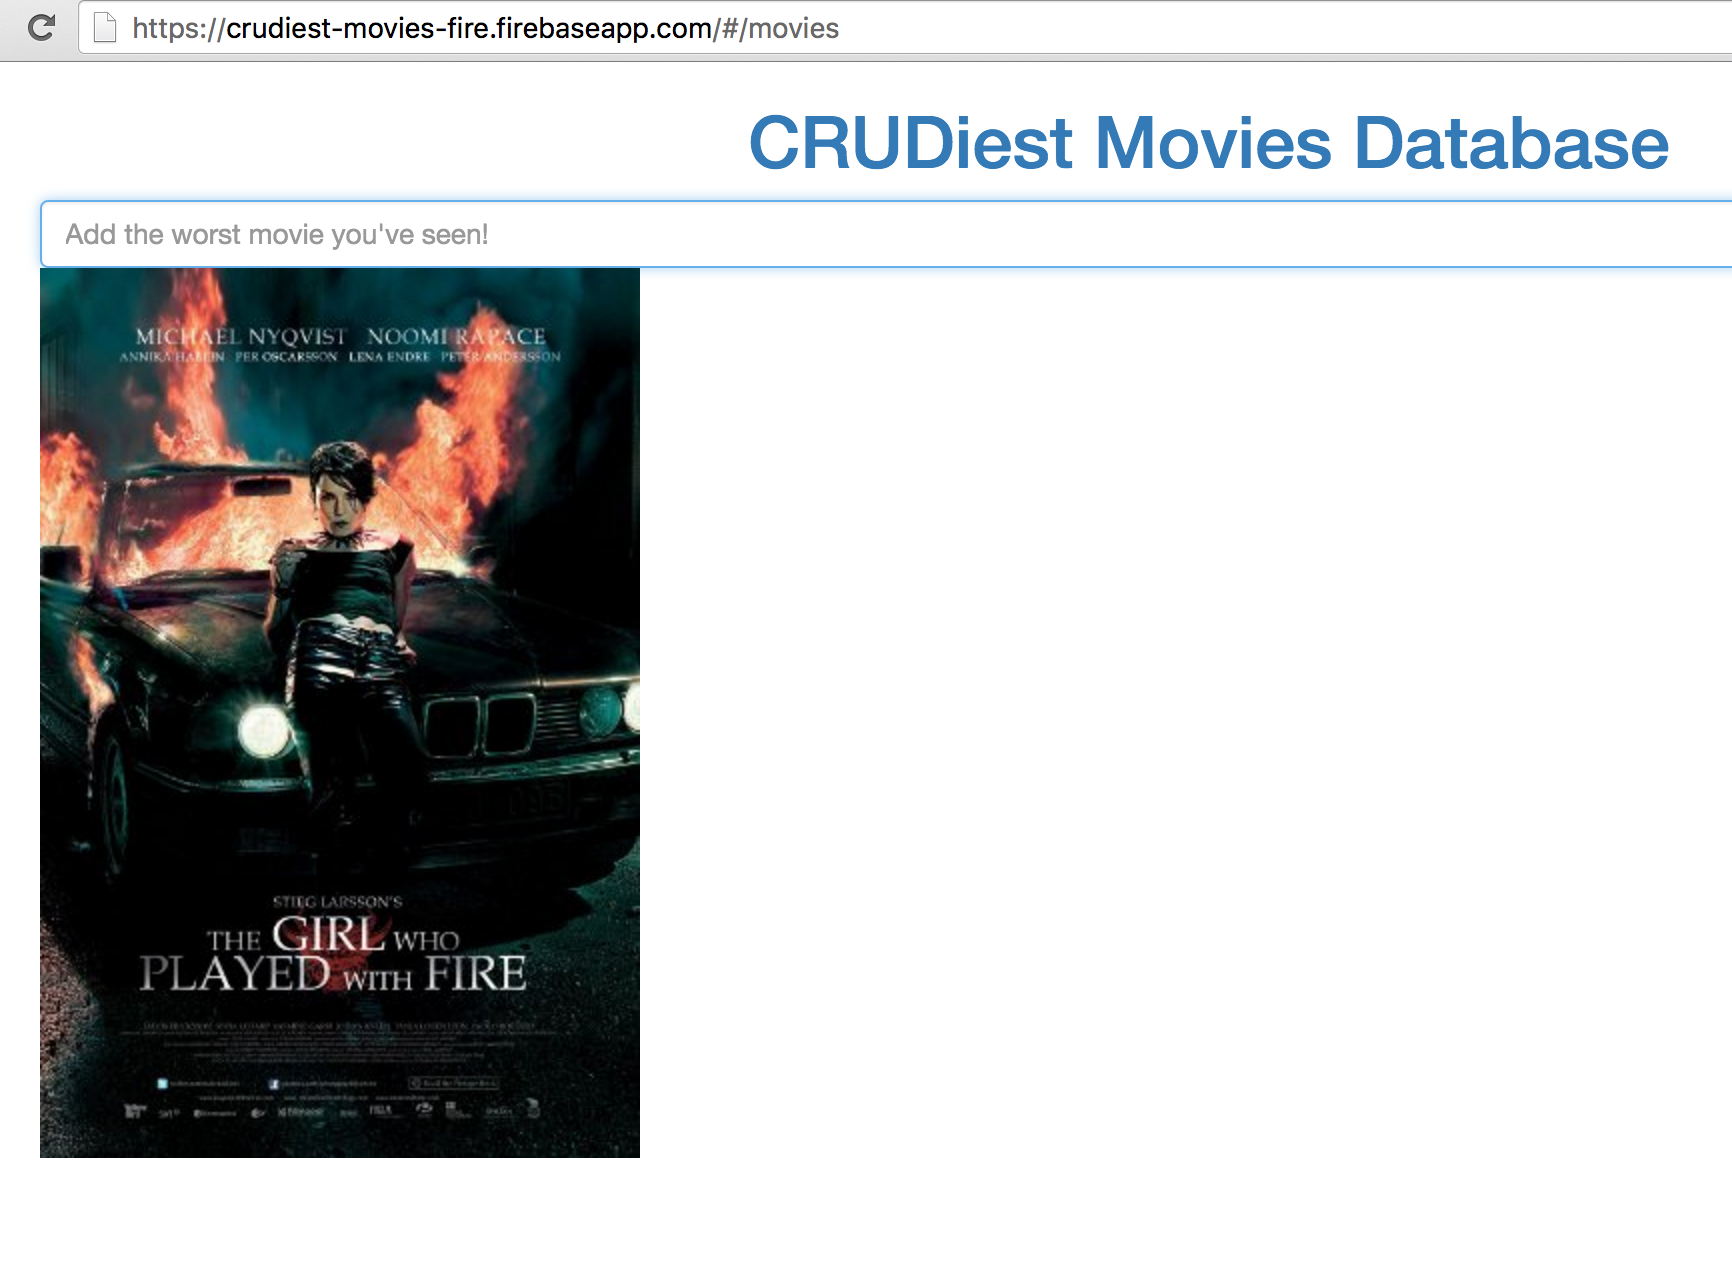 https://crudiest-movies-fire.firebaseapp.com/#/movies
CRUDiest Movies Database
Add the worst movie you've seen!
MICHAEL NYQVIST NOOMI RAPACE
ANNIKA HALLIN PER OSCARSSON LENA ENDRE PETER ANDERSSON
STIEG LARSSON'S
THE GIRL WHO
PLAYED WITH FIRE